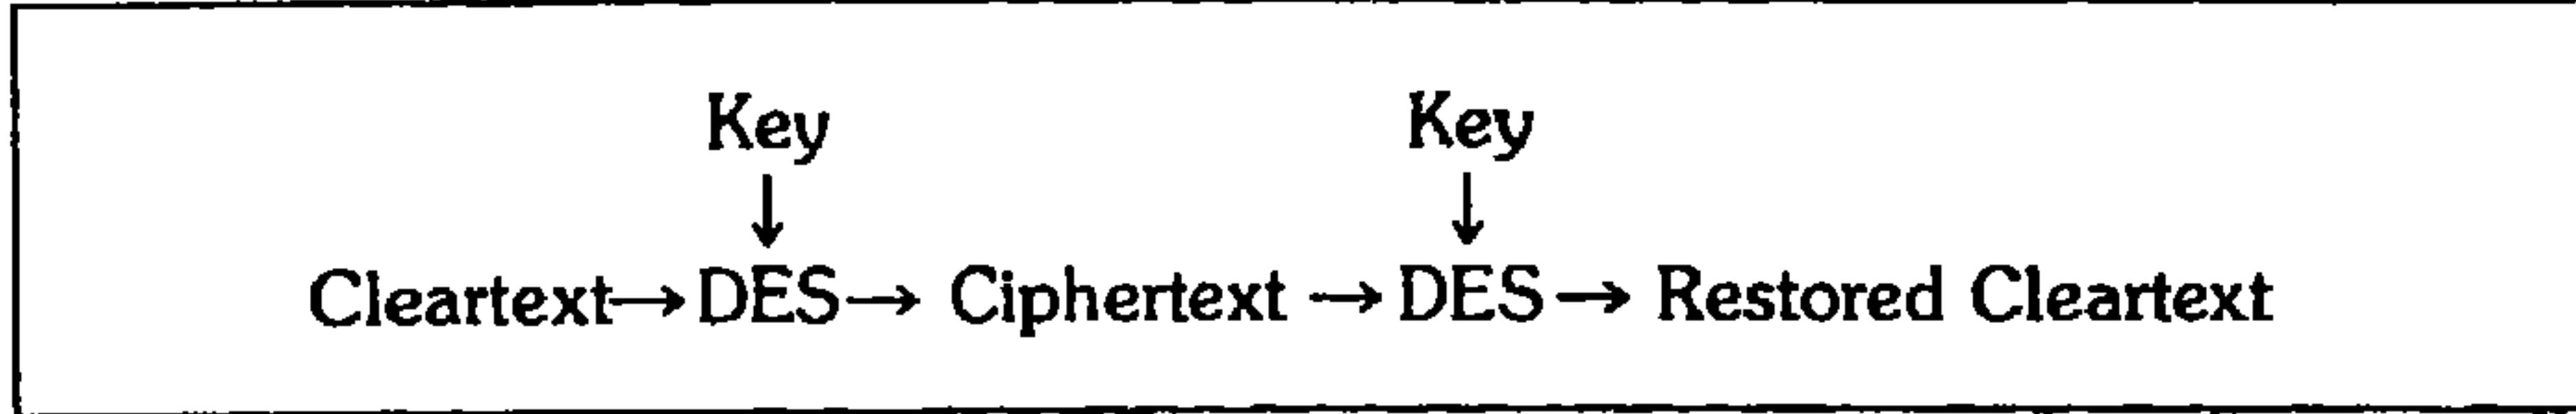 Key Key
↓ ↓
Cleartext→DES→ Ciphertext →DES→ Restored Cleartext